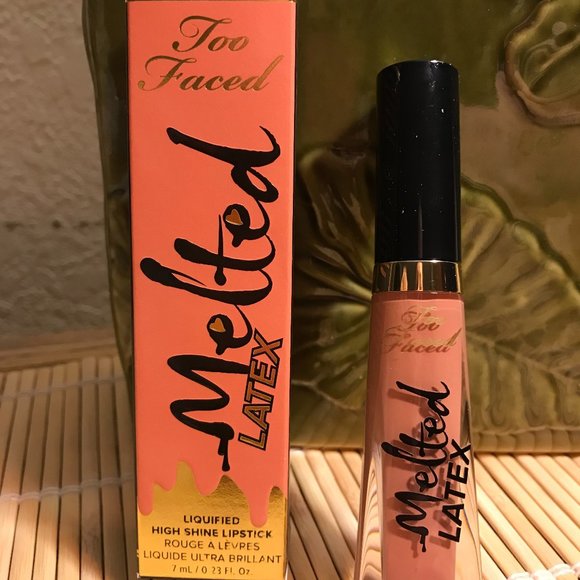 Too
Faced
Melted
LATEX
LIQUIFIED
HIGH SHINE LIPSTICK
ROUGE A LÈVRES
LIQUIDE ULTRA BRILLANT
7 mL / 0.23 Fl. Oz.
Too
Faced
Melted
LATEX